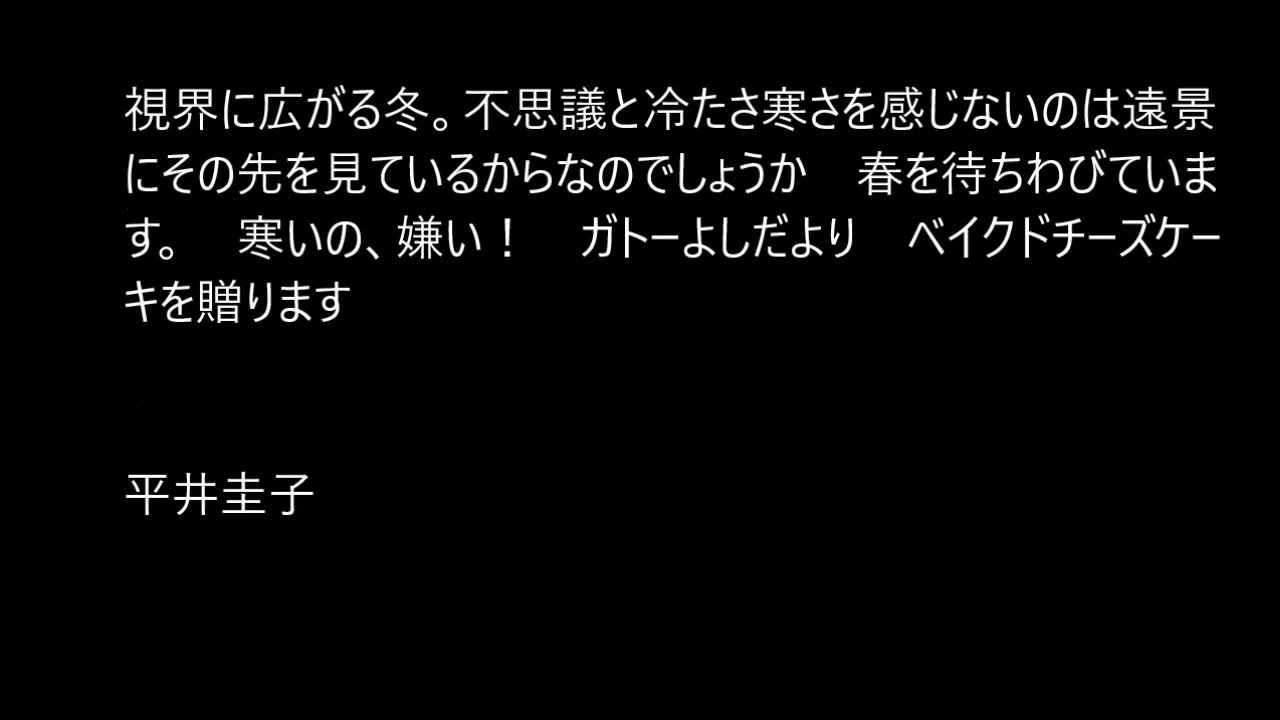 視界に広がる冬。不思議と冷たさ寒さを感じないのは遠景
にその先を見ているからなのでしょうか　春を待ちわびていま
す。　寒いの、嫌い！　ガトーよしだより　ベイクドチーズケー
キを贈ります
平井圭子